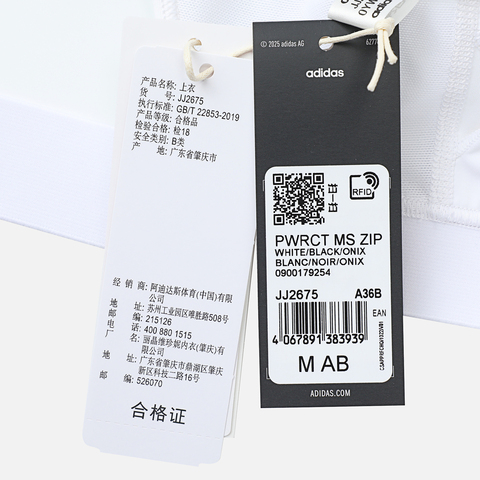 产品名称: 上衣
货 号: JJ2675
执行标准: GB/T 22853-2019
产品等级: 合格品
检验合格: 检18
安全类别: B类
产 地: 广东省肇庆市
经 销 商: 阿迪达斯体育(中国)有限公司
地 址: 苏州工业园区唯胜路508号
邮 编: 215126
电 话: 400 880 1515
厂 名: 丽晶维珍妮内衣(肇庆)有限公司
地 址: 广东省肇庆市鼎湖区肇庆新区科技二路16号
邮 编: 526070
合格证
© 2025 adidas AG
adidas
RFID
PWRCT MS ZIP
WHITE/BLACK/ONIX
BLANC/NOIR/ONIX
0900179254
JJ2675 A36B
EAN
4 067891 383939
M AB
ADIDAS.COM